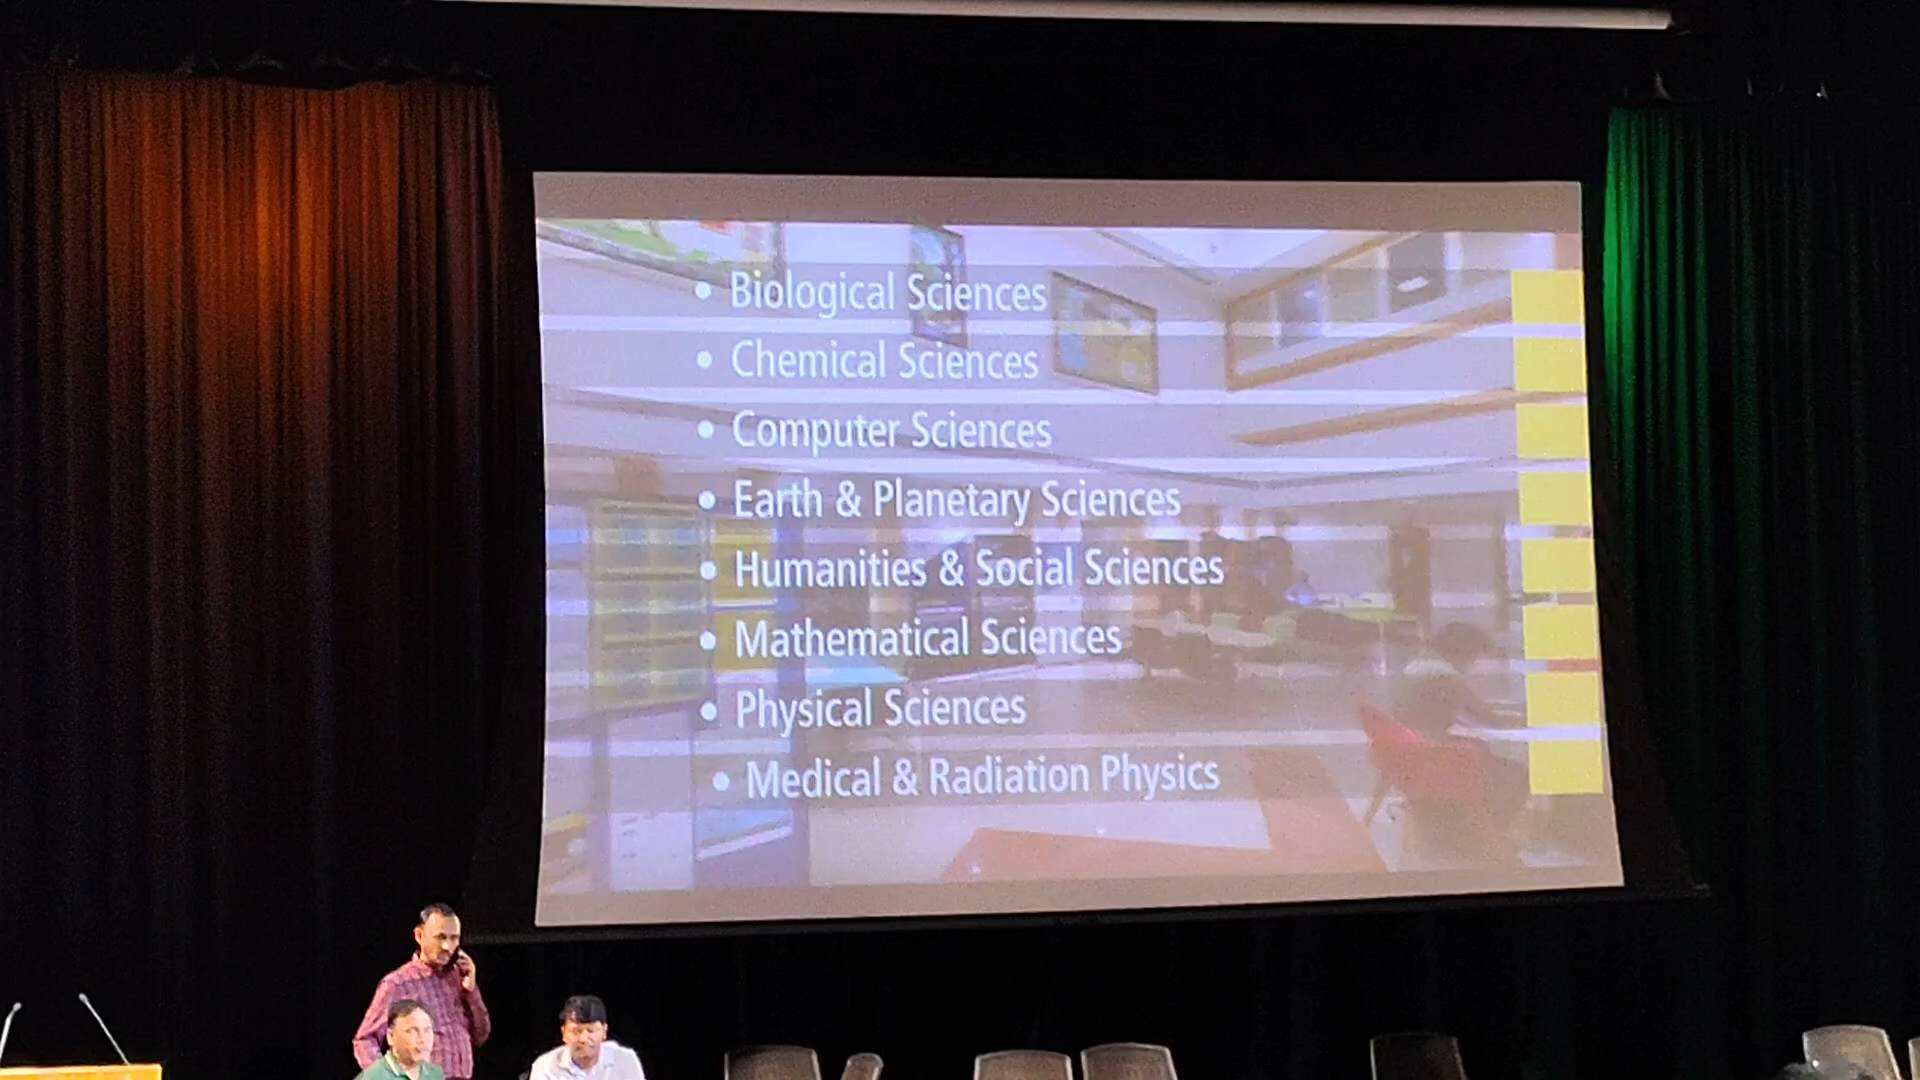 • Biological Sciences
• Chemical Sciences
• Computer Sciences
• Earth & Planetary Sciences
• Humanities & Social Sciences
• Mathematical Sciences
• Physical Sciences
• Medical & Radiation Physics